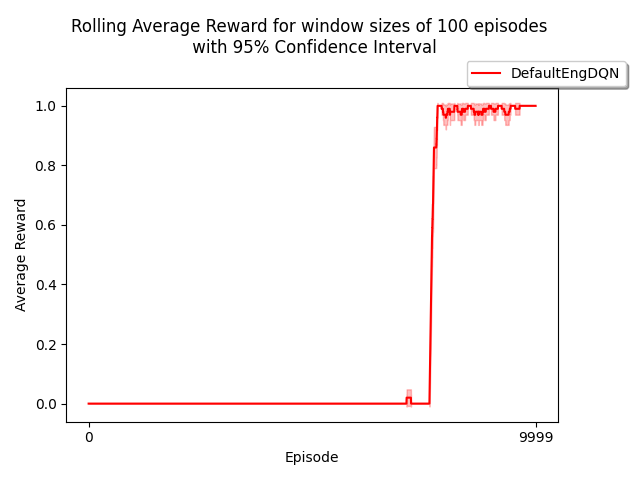 Rolling Average Reward for window sizes of 100 episodes
with 95% Confidence Interval
DefaultEngDQN
1.0
0.8
0.6
0.4
0.2
0.0
Average Reward
0
9999
Episode